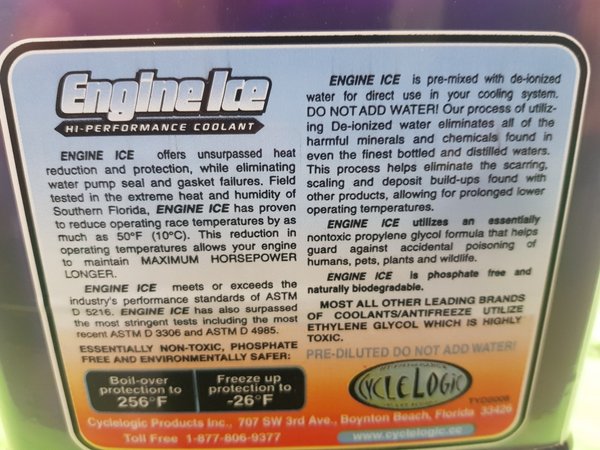 Engine Ice
HI-PERFORMANCE COOLANT
ENGINE ICE offers unsurpassed heat
reduction and protection, while eliminating
water pump seal and gasket failures. Field
tested in the extreme heat and humidity of
Southern Florida, ENGINE ICE has proven
to reduce operating race temperatures by as
much as 50°F (10°C). This reduction in
operating temperatures allows your engine
to maintain MAXIMUM HORSEPOWER
LONGER.
ENGINE ICE meets or exceeds the
industry's performance standards of ASTM
D 5216. ENGINE ICE has also surpassed
the most stringent tests including the most
recent ASTM D 3306 and ASTM D 4985.
ESSENTIALLY NON-TOXIC, PHOSPHATE
FREE AND ENVIRONMENTALLY SAFER:
Boil-over
protection to
256°F
Freeze up
protection to
-26°F
ENGINE ICE is pre-mixed with de-ionized
water for direct use in your cooling system.
DO NOT ADD WATER! Our process of utiliz-
ing De-ionized water eliminates all of the
harmful minerals and chemicals found in
even the finest bottled and distilled waters.
This process helps eliminate the scarring,
scaling and deposit build-ups found with
other products, allowing for prolonged lower
operating temperatures.
ENGINE ICE utilizes an essentially
nontoxic propylene glycol formula that helps
guard against accidental poisoning of
humans, pets, plants and wildlife.
ENGINE ICE is phosphate free and
naturally biodegradable.
MOST ALL OTHER LEADING BRANDS
OF COOLANTS/ANTIFREEZE UTILIZE
ETHYLENE GLYCOL WHICH IS HIGHLY
TOXIC.
PRE-DILUTED DO NOT ADD WATER!
CYCLE LOGIC
Cyclelogic Products Inc., 707 SW 3rd Ave., Boynton Beach, Florida 33426
Toll Free 1-877-806-9377
www.cyclelogic.cc